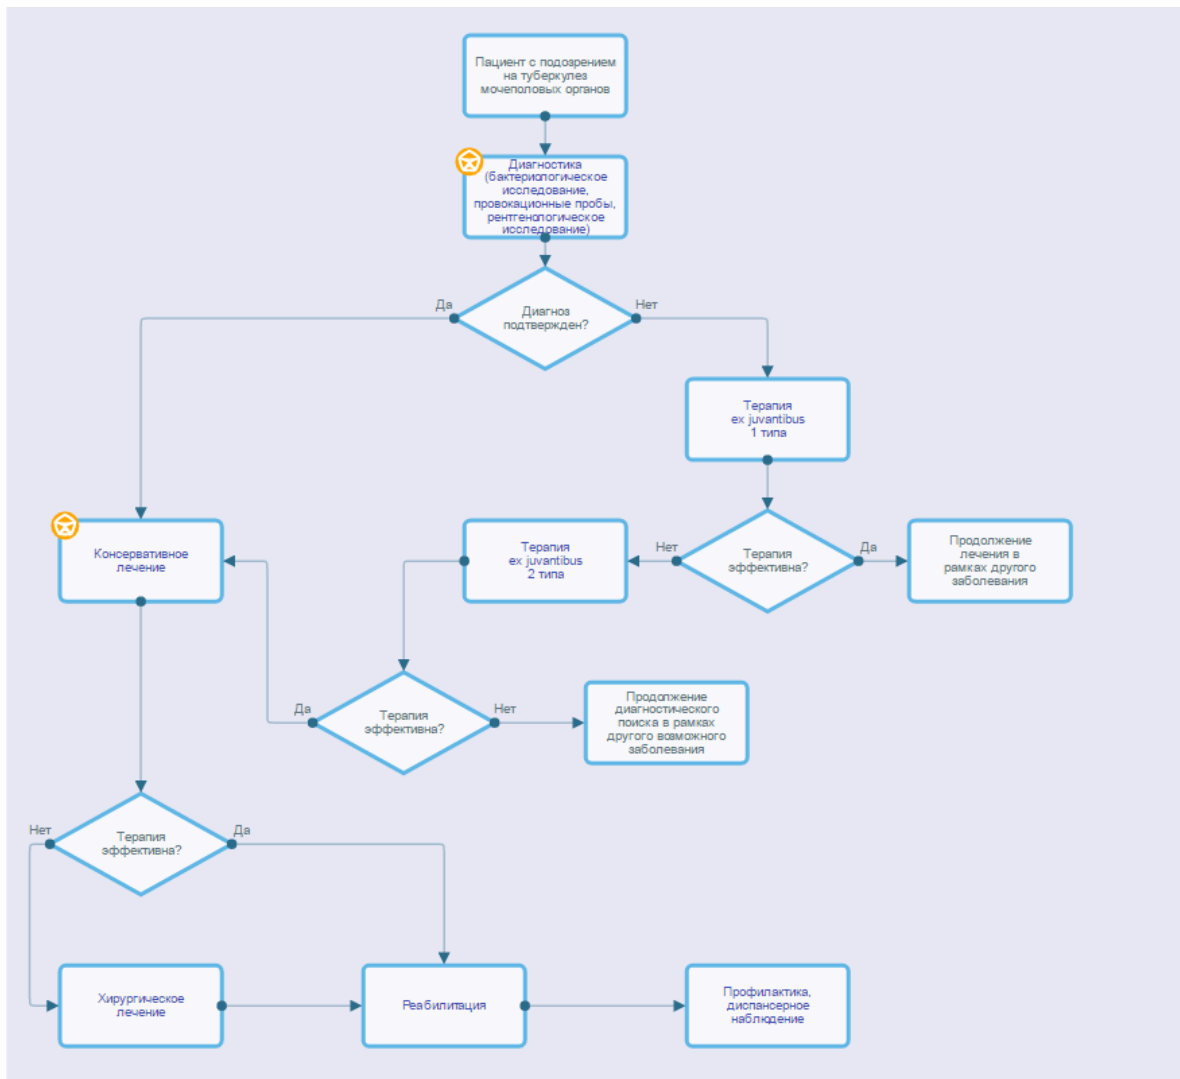 Пациент с подозрением
на туберкулез
мочеполовых органов
Диагностика
(бактериологическое
исследование,
провокационные пробы,
рентгенологическое
исследование)
Да
Нет
Диагноз
подтвержден?
Терапия
ex juvantibus
1 типа
Консервативное
лечение
Терапия
ex juvantibus
2 типа
Нет
Терапия
эффективна?
Да
Продолжение
лечения в
рамках другого
заболевания
Да
Терапия
эффективна?
Нет
Продолжение
диагностического
поиска в рамках
другого возможного
заболевания
Нет
Терапия
эффективна?
Да
Хирургическое
лечение
Реабилитация
Профилактика,
диспансерное
наблюдение